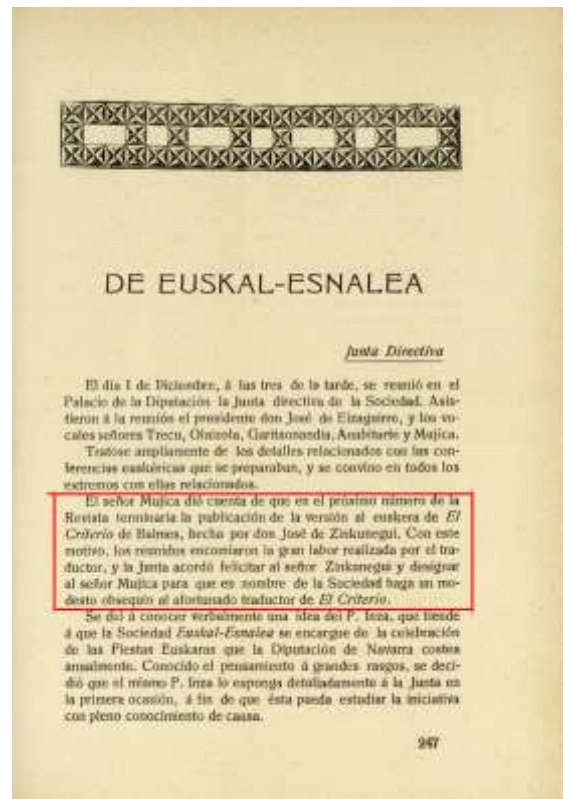 DE EUSKAL-ESNALEA
Junta Directiva
El día 1 de Diciembre, á las tres de la tarde, se reunió en el
Palacio de la Diputación la Junta directiva de la Sociedad. Asis-
tieron á la reunión el presidente don José de Eizaguirre, y los vo-
cales señores Trecu, Olaizola, Garitaonandia, Anabitarte y Mujica.
Tratose ampliamente de los detalles relacionados con las con-
ferencias euskéricas que se preparaban, y se convino en todos los
extremos con ellas relacionados.
El señor Mujica dió cuenta de que en el próximo número de la
Revista terminaría la publicación de la versión al euskera de El
Criterio de Balmes, hecha por don José de Zinkunegui. Con este
motivo, los reunidos encomiaron la gran labor realizada por el tra-
ductor, y la Junta acordó felicitar al señor Zinkunegui y designar
al señor Mujica para que en nombre de la Sociedad haga un mo-
desto obsequio al afortunado traductor de El Criterio.
Se dió á conocer verbalmente una idea del P. Inza, que tiende
á que la Sociedad Euskal-Esnalea se encargue de la celebración
de las Fiestas Euskaras que la Diputación de Navarra costea
anualmente. Conocido el pensamiento á grandes rasgos, se deci-
dió que el mismo P. Inza lo esponga detalladamente á la Junta en
la primera ocasión, á fin de que ésta pueda estudiar la iniciativa
con pleno conocimiento de causa.
247